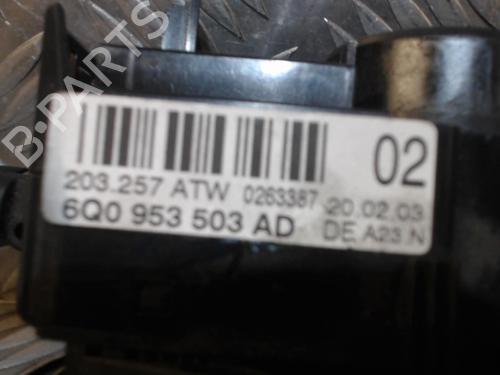 B-PARTS
02
203.257 ATW 0263387 20.02.03
6Q0 953 503 AD DE A23 N